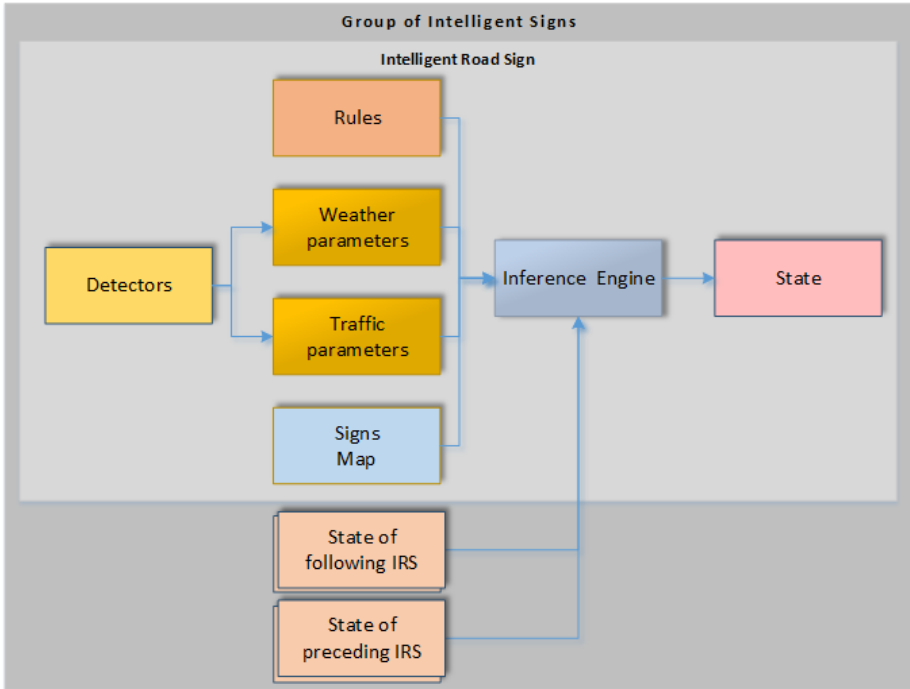 Group of Intelligent Signs
Intelligent Road Sign
Rules
Weather
parameters
Detectors
Inference Engine
State
Traffic
parameters
Signs
Map
State of
following IRS
State of
preceding IRS